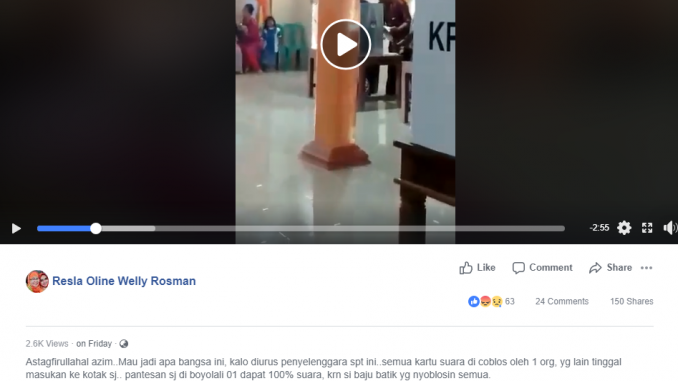 KP
-2:55
Resla Oline Welly Rosman
Like Comment Share
63 24 Comments 150 Shares
2.6K Views · on Friday ·
Astagfirullahal azim..Mau jadi apa bangsa ini, kalo diurus penyelenggara spt ini..semua kartu suara di coblos oleh 1 org, yg lain tinggal
masukan ke kotak sj.. pantesan sj di boyolali 01 dapat 100% suara, krn si baju batik yg nyoblosin semua.